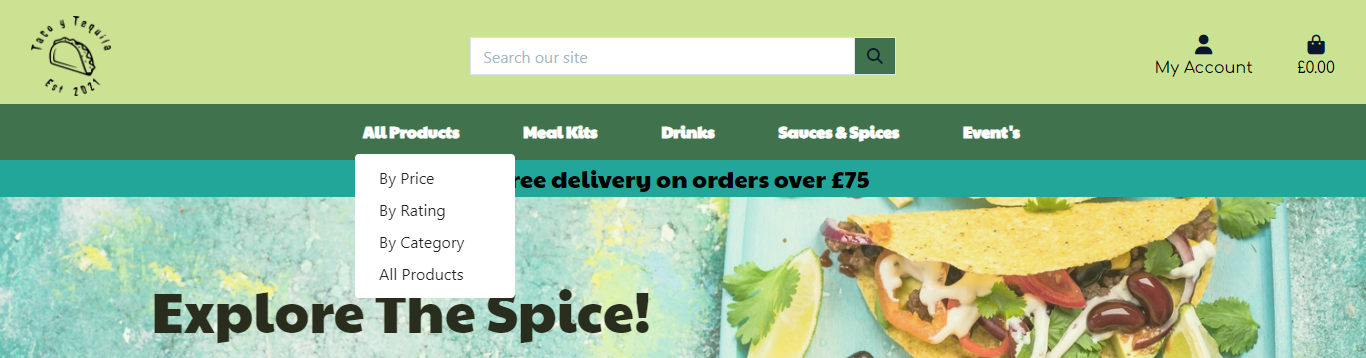 Taco y Tequila
Est 2021
Search our site
My Account
£0.00
All Products
Meal Kits
Drinks
Sauces & Spices
Event's
By Price
By Rating
By Category
All Products
ree delivery on orders over £75
Explore The Spice!